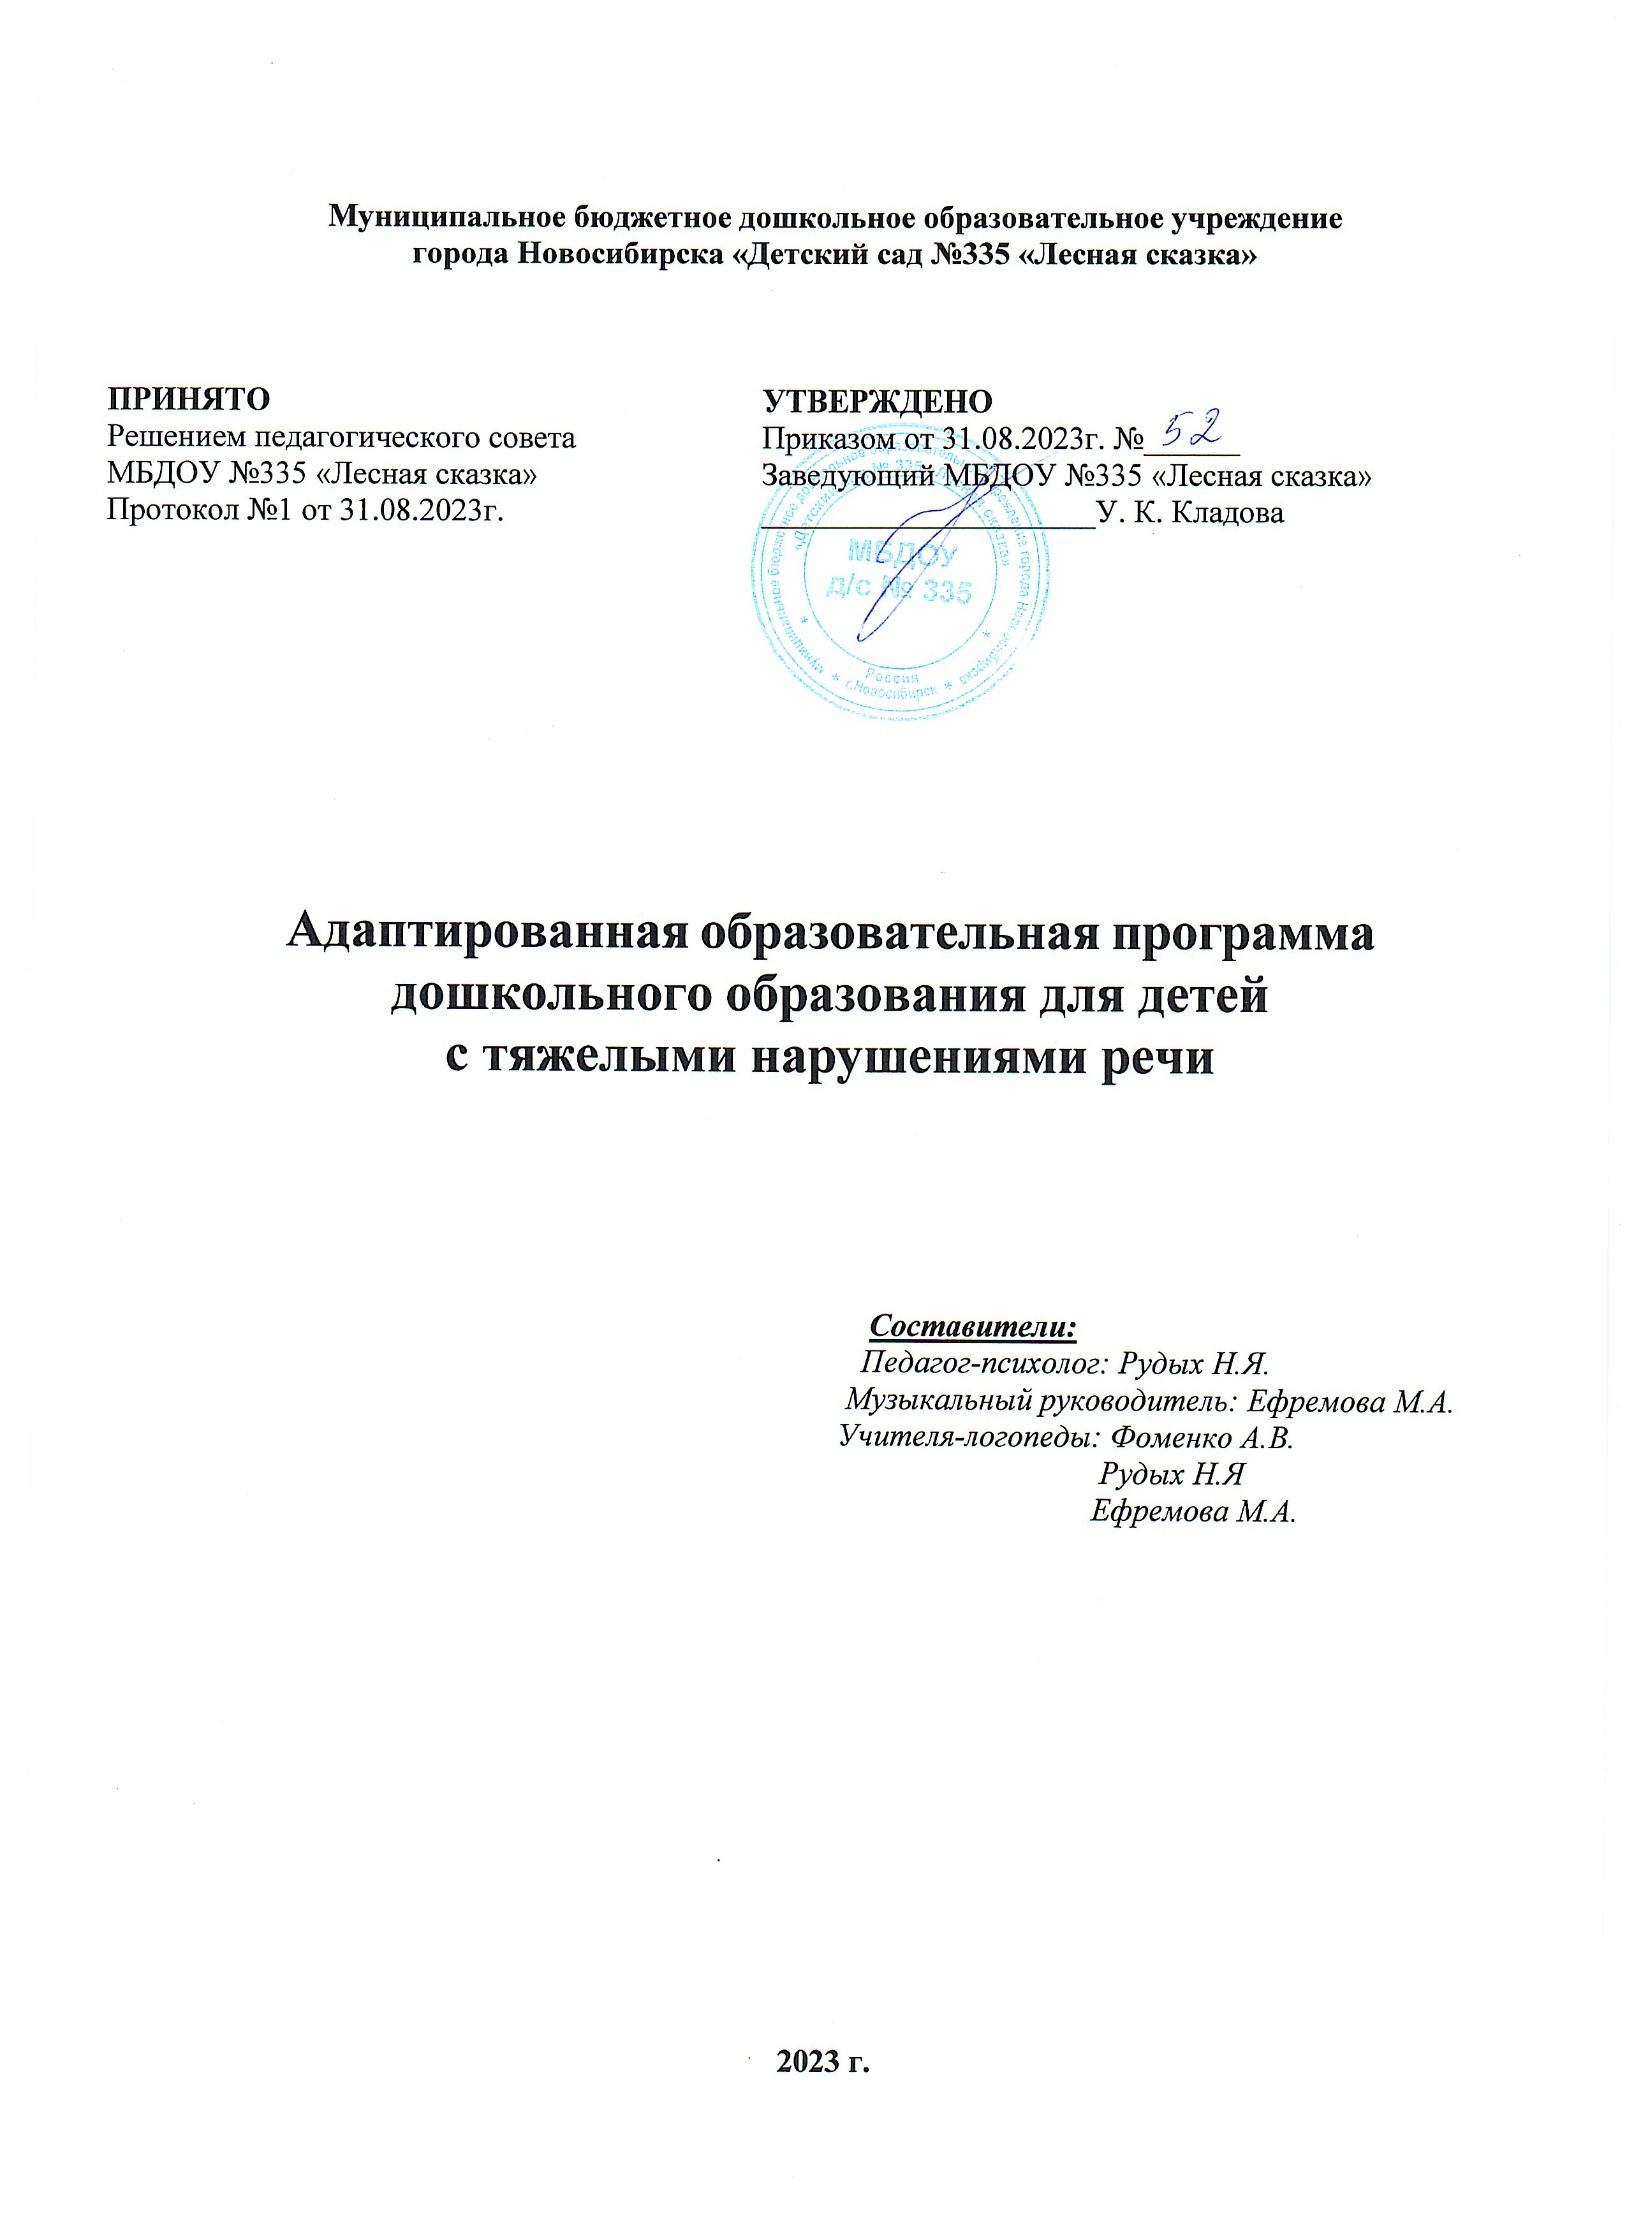 Муниципальное бюджетное дошкольное образовательное учреждение
города Новосибирска «Детский сад №335 «Лесная сказка»
ПРИНЯТО
Решением педагогического совета
МБДОУ №335 «Лесная сказка»
Протокол №1 от 31.08.2023г.
УТВЕРЖДЕНО
Приказом от 31.08.2023г. № 52
Заведующий МБДОУ №335 «Лесная сказка»
У. К. Кладова
МБДОУ
д/с № 335
Россия
г.Новосибирск
Адаптированная образовательная программа
дошкольного образования для детей
с тяжелыми нарушениями речи
Составители:
Педагог-психолог: Рудых Н.Я.
Музыкальный руководитель: Ефремова М.А.
Учителя-логопеды: Фоменко А.В.
Рудых Н.Я
Ефремова М.А.
2023 г.